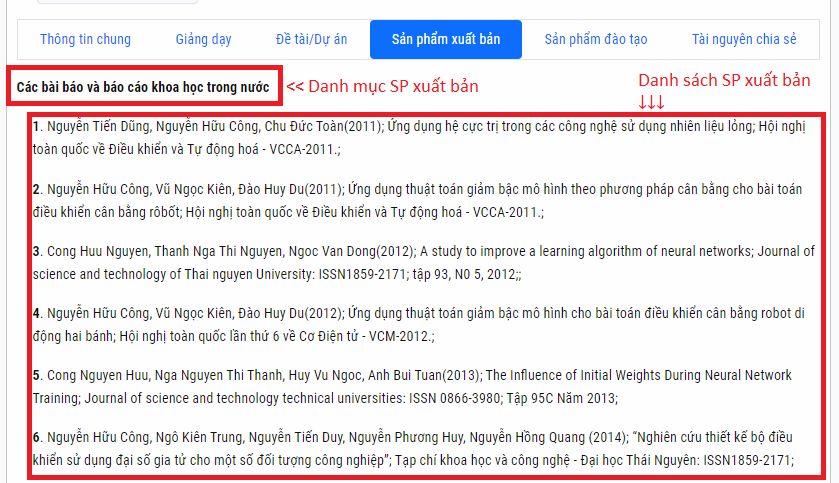 Thông tin chung Giảng dạy Đề tài/Dự án Sản phẩm xuất bản Sản phẩm đào tạo Tài nguyên chia sẻ
Các bài báo và báo cáo khoa học trong nước << Danh mục SP xuất bản Danh sách SP xuất bản
↓↓↓
1. Nguyễn Tiến Dũng, Nguyễn Hữu Công, Chu Đức Toàn(2011); Ứng dụng hệ cực trị trong các công nghệ sử dụng nhiên liệu lỏng; Hội nghị
toàn quốc về Điều khiển và Tự động hoá - VCCA-2011.;
2. Nguyễn Hữu Công, Vũ Ngọc Kiên, Đào Huy Du(2011); Ứng dụng thuật toán giảm bậc mô hình theo phương pháp cân bằng cho bài toán
điều khiển cân bằng rôbốt; Hội nghị toàn quốc về Điều khiển và Tự động hoá - VCCA-2011.;
3. Cong Huu Nguyen, Thanh Nga Thi Nguyen, Ngoc Van Dong(2012); A study to improve a learning algorithm of neural networks; Journal of
science and technology of Thai nguyen University: ISSN1859-2171; tập 93, N0 5, 2012;;
4. Nguyễn Hữu Công, Vũ Ngọc Kiên, Đào Huy Du(2012); Ứng dụng thuật toán giảm bậc mô hình cho bài toán điều khiển cân bằng robot di
động hai bánh; Hội nghị toàn quốc lần thứ 6 về Cơ Điện tử - VCM-2012.;
5. Cong Nguyen Huu, Nga Nguyen Thi Thanh, Huy Vu Ngoc, Anh Bui Tuan(2013); The Influence of Initial Weights During Neural Network
Training; Journal of science and technology technical universities: ISSN 0866-3980; Tập 95C Năm 2013;
6. Nguyễn Hữu Công, Ngô Kiên Trung, Nguyễn Tiến Duy, Nguyễn Phương Huy, Nguyễn Hồng Quang (2014); “Nghiên cứu thiết kế bộ điều
khiển sử dụng đại số gia tử cho một số đối tượng công nghiệp”; Tạp chí khoa học và công nghệ - Đại học Thái Nguyên: ISSN1859-2171;